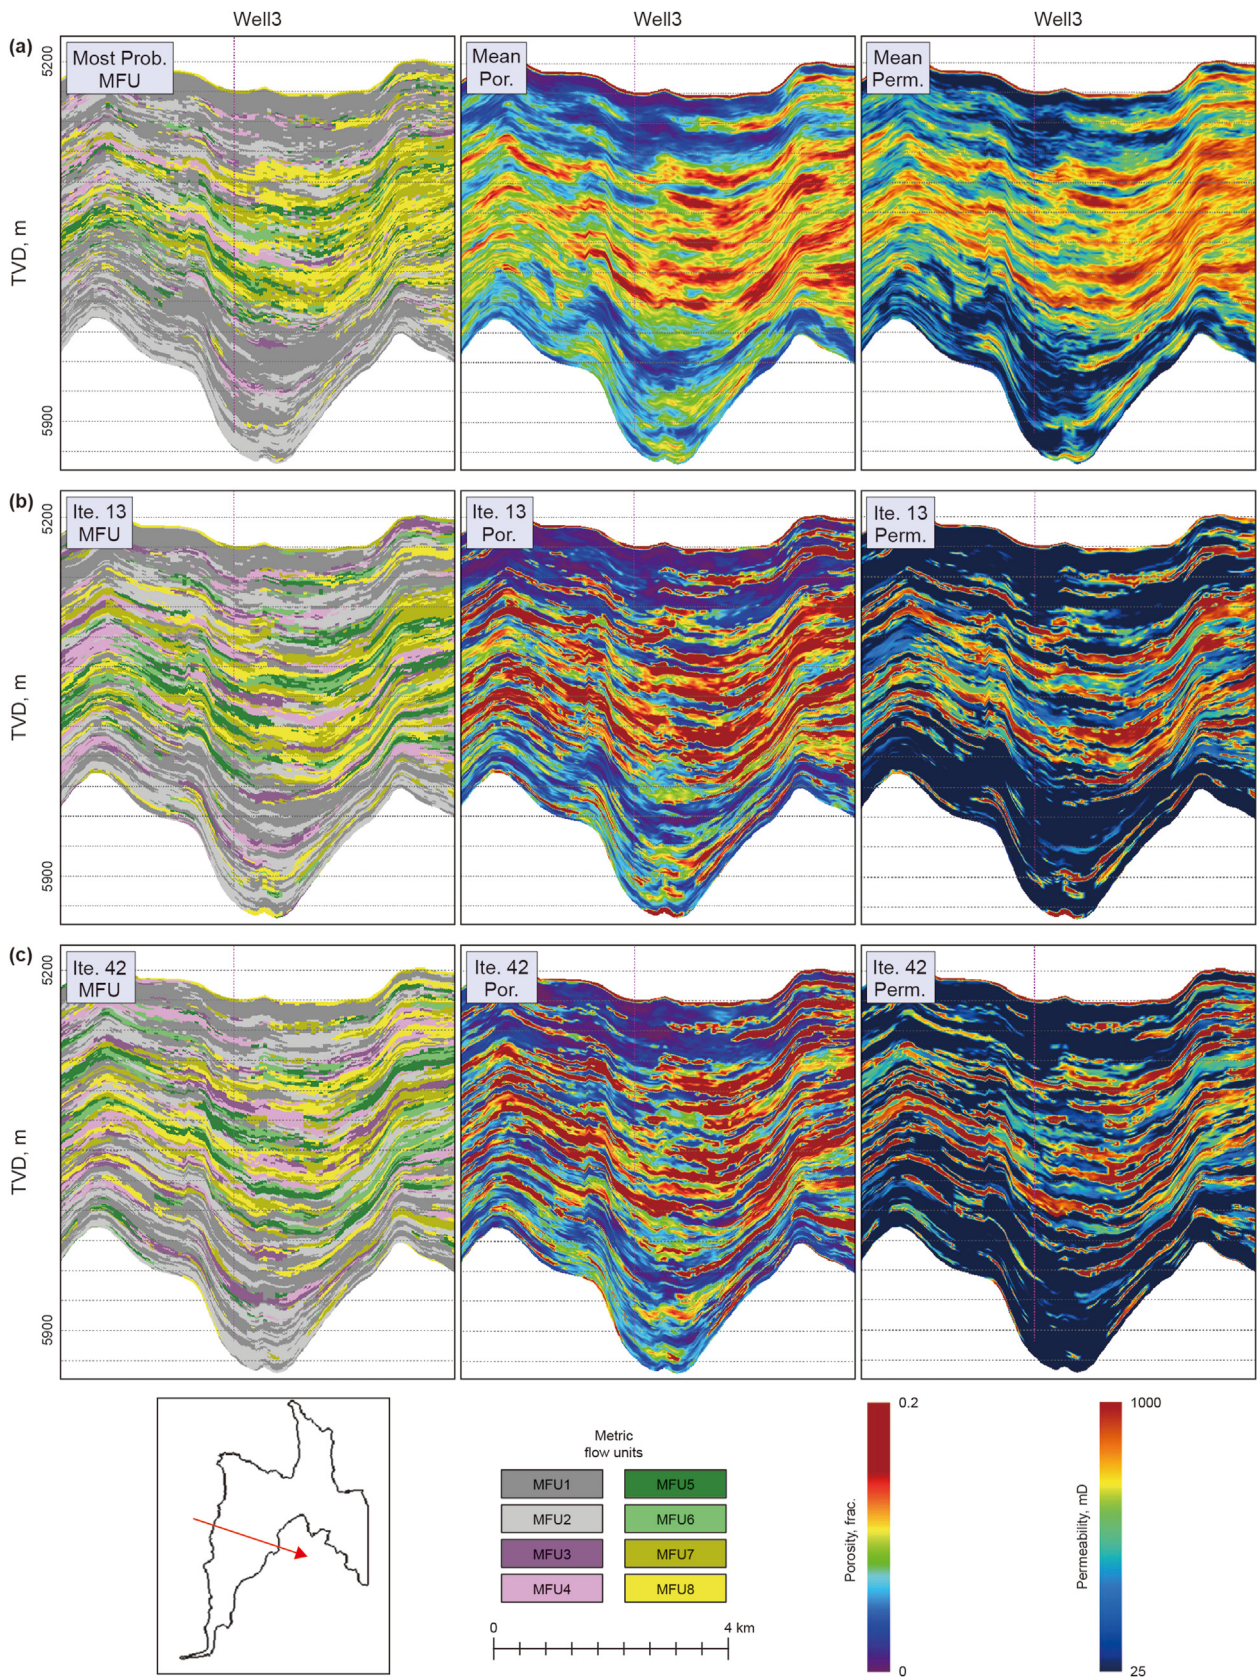 Well3
Well3
Well3
(a)
Most Prob.
MFU
Mean
Por.
Mean
Perm.
5200
TVD, m
5900
(b)
Ite. 13
MFU
Ite. 13
Por.
Ite. 13
Perm.
5200
TVD, m
5900
(c)
Ite. 42
MFU
Ite. 42
Por.
Ite. 42
Perm.
5200
TVD, m
5900
Metric
flow units
MFU1
MFU5
MFU2
MFU6
MFU3
MFU7
MFU4
MFU8
0
4 km
0.2
Porosity, frac.
0
1000
Permeability, mD
25